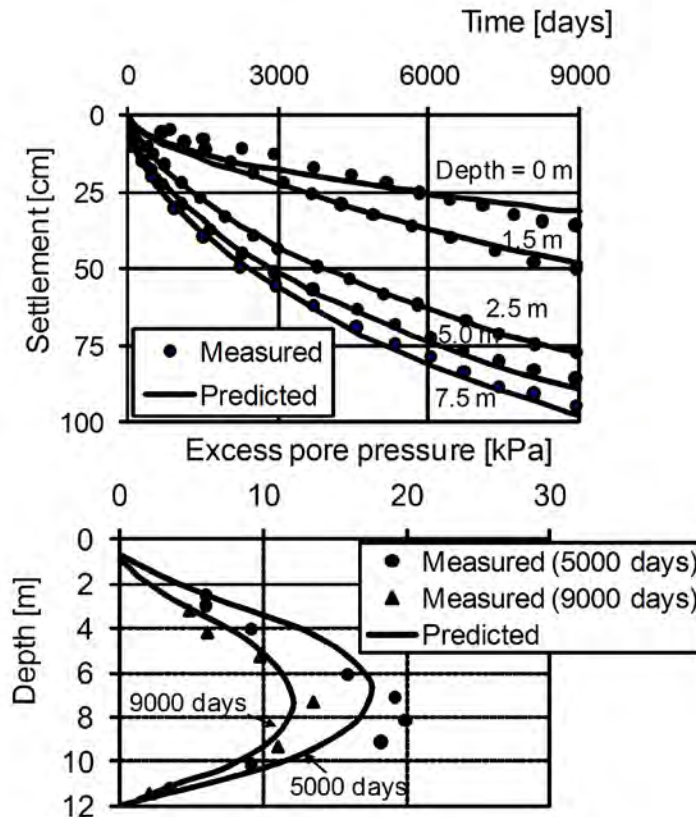 Time [days]
0 3000 6000 9000
0
25
50
75
100
Settlement [cm]
Depth = 0 m
1.5 m
2.5 m
5.0 m
7.5 m
Measured
Predicted
Excess pore pressure [kPa]
0 10 20 30
0
2
4
6
8
10
12
Depth [m]
Measured (5000 days)
Measured (9000 days)
Predicted
9000 days
5000 days